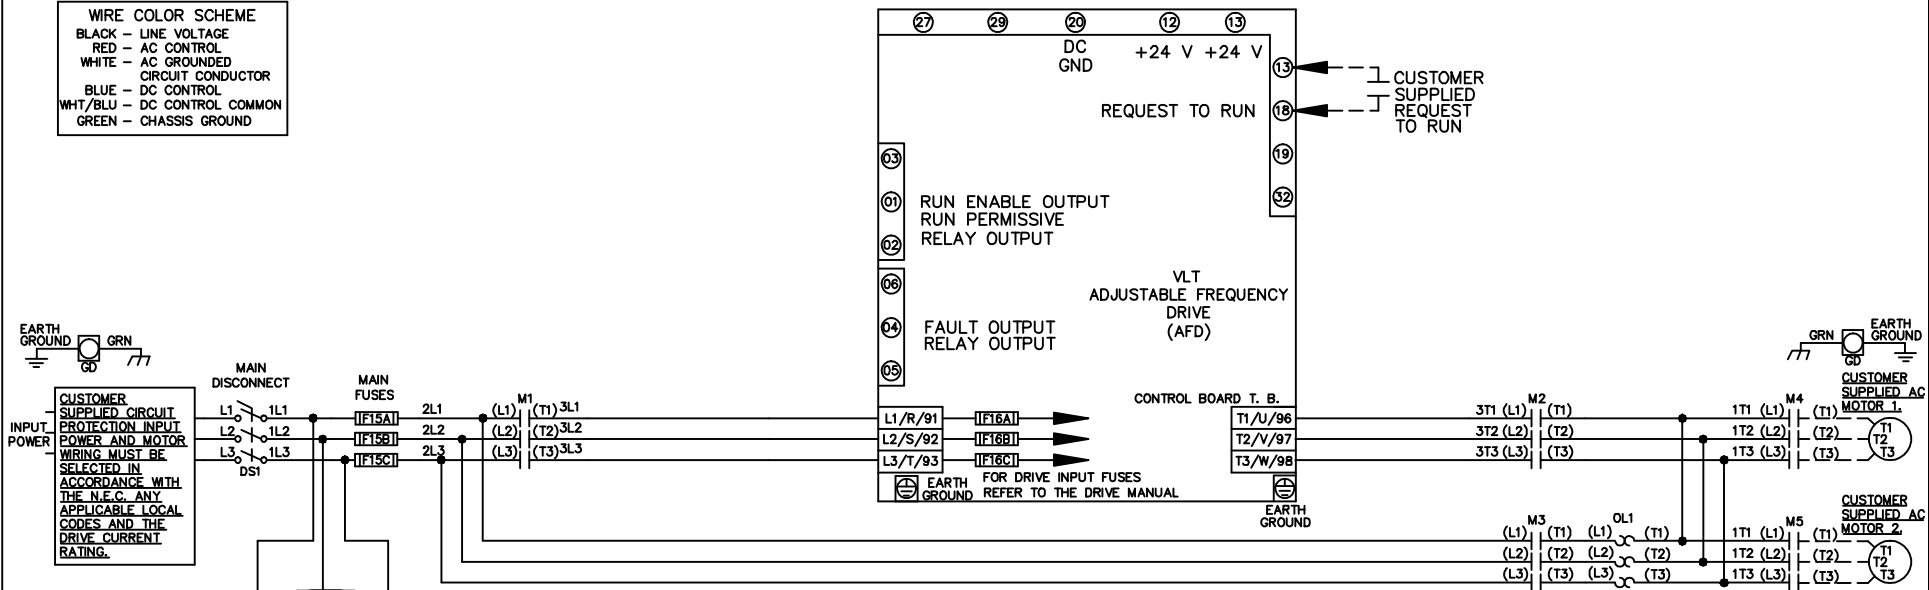 WIRE COLOR SCHEME
BLACK – LINE VOLTAGE
RED – AC CONTROL
WHITE – AC GROUNDED
CIRCUIT CONDUCTOR
BLUE – DC CONTROL
WHT/BLU – DC CONTROL COMMON
GREEN – CHASSIS GROUND
27 29 20 12 13
DC
GND
+24 V +24 V
13
REQUEST TO RUN 18
19
32
CUSTOMER
SUPPLIED
REQUEST
TO RUN
03
01
02
RUN ENABLE OUTPUT
RUN PERMISSIVE
RELAY OUTPUT
06
04
05
FAULT OUTPUT
RELAY OUTPUT
VLT
ADJUSTABLE FREQUENCY
DRIVE
(AFD)
EARTH
GROUND
GRN
GD
INPUT
POWER
CUSTOMER
SUPPLIED CIRCUIT
PROTECTION INPUT
POWER AND MOTOR
WIRING MUST BE
SELECTED IN
ACCORDANCE WITH
THE N.E.C. ANY
APPLICABLE LOCAL
CODES AND THE
DRIVE CURRENT
RATING.
MAIN
DISCONNECT
L1 1L1
L2 1L2
L3 1L3
DS1
MAIN
FUSES
F15A
F15B
F15C
2L1
2L2
2L3
M1
(L1) (T1) 3L1
(L2) (T2) 3L2
(L3) (T3) 3L3
L1/R/91 F16A
L2/S/92 F16B
L3/T/93 F16C
EARTH
GROUND
FOR DRIVE INPUT FUSES
REFER TO THE DRIVE MANUAL
CONTROL BOARD T. B.
T1/U/96
T2/V/97
T3/W/98
EARTH
GROUND
M2
3T1 (L1) (T1)
3T2 (L2) (T2)
3T3 (L3) (T3)
M4
1T1 (L1) (T1)
1T2 (L2) (T2)
1T3 (L3) (T3)
GRN
GD
EARTH
GROUND
CUSTOMER
SUPPLIED AC
MOTOR 1.
T1
T2
T3
M3
(L1) (T1)
(L2) (T2)
(L3) (T3)
OL1
(L1) (T1)
(L2) (T2)
(L3) (T3)
M5
1T1 (L1) (T1)
1T2 (L2) (T2)
1T3 (L3) (T3)
CUSTOMER
SUPPLIED AC
MOTOR 2.
T1
T2
T3